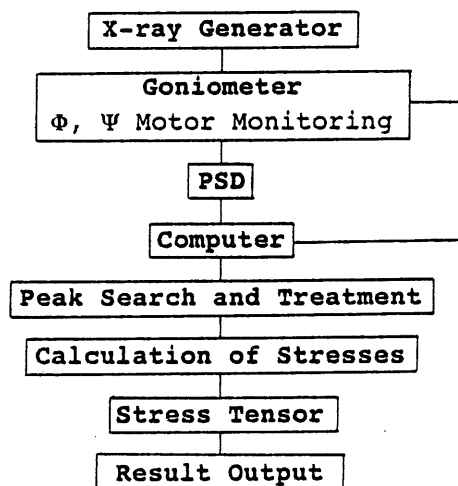 X-ray Generator
Goniometer
Φ, Ψ Motor Monitoring
PSD
Computer
Peak Search and Treatment
Calculation of Stresses
Stress Tensor
Result Output